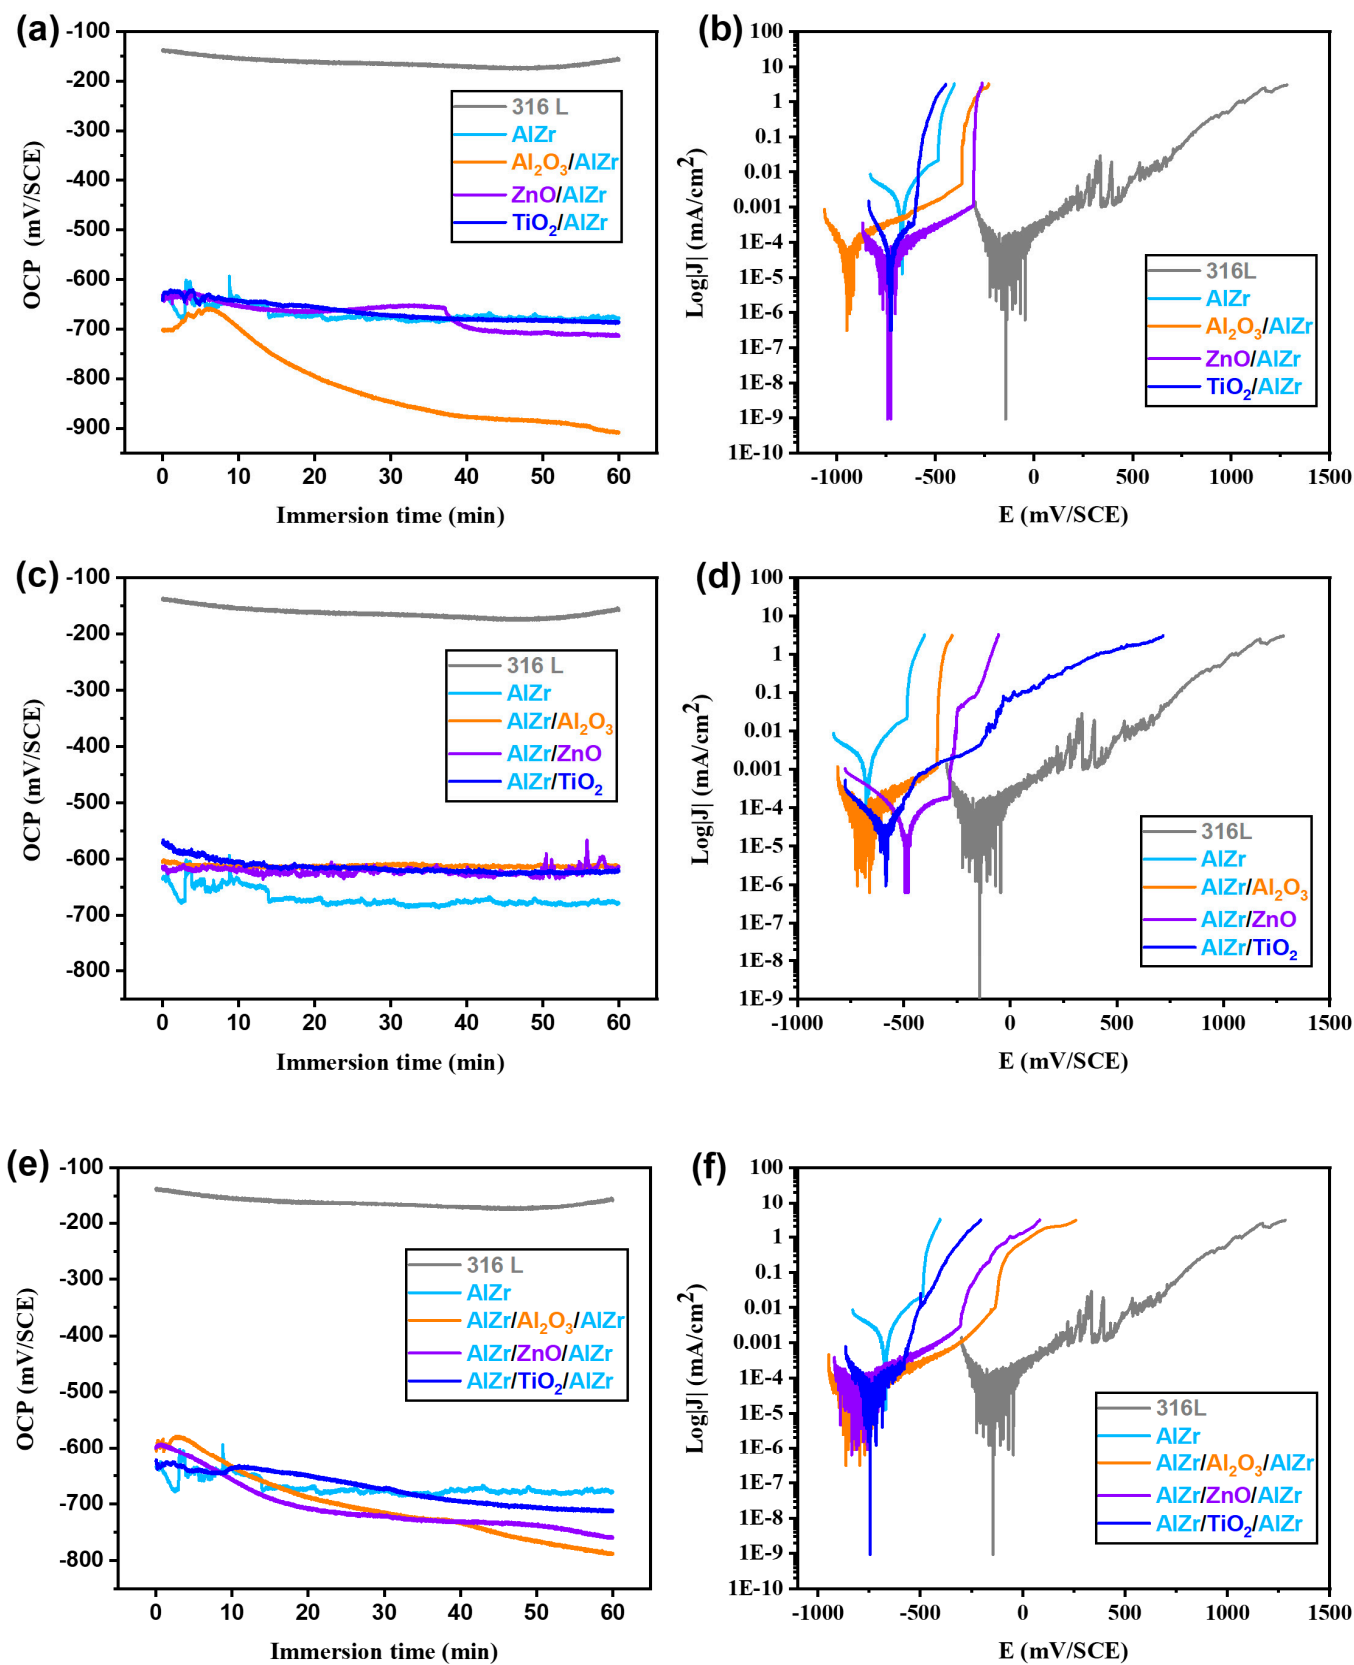 (a)
-100
-200
-300
-400
-500
-600
-700
-800
-900
OCP (mV/SCE)
316 L
AlZr
Al₂O₃/AlZr
ZnO/AlZr
TiO₂/AlZr
0 10 20 30 40 50 60
Immersion time (min)
(b)
100
10
1
0.1
0.01
0.001
1E-4
1E-5
1E-6
1E-7
1E-8
1E-9
1E-10
Log|J| (mA/cm²)
316L
AlZr
Al₂O₃/AlZr
ZnO/AlZr
TiO₂/AlZr
-1000 -500 0 500 1000 1500
E (mV/SCE)
(c)
-100
-200
-300
-400
-500
-600
-700
-800
OCP (mV/SCE)
316 L
AlZr
AlZr/Al₂O₃
AlZr/ZnO
AlZr/TiO₂
0 10 20 30 40 50 60
Immersion time (min)
(d)
100
10
1
0.1
0.01
0.001
1E-4
1E-5
1E-6
1E-7
1E-8
1E-9
Log|J| (mA/cm²)
316L
AlZr
AlZr/Al₂O₃
AlZr/ZnO
AlZr/TiO₂
-1000 -500 0 500 1000 1500
E (mV/SCE)
(e)
-100
-200
-300
-400
-500
-600
-700
-800
OCP (mV/SCE)
316 L
AlZr
AlZr/Al₂O₃/AlZr
AlZr/ZnO/AlZr
AlZr/TiO₂/AlZr
0 10 20 30 40 50 60
Immersion time (min)
(f)
100
10
1
0.1
0.01
0.001
1E-4
1E-5
1E-6
1E-7
1E-8
1E-9
1E-10
Log|J| (mA/cm²)
316L
AlZr
AlZr/Al₂O₃/AlZr
AlZr/ZnO/AlZr
AlZr/TiO₂/AlZr
-1000 -500 0 500 1000 1500
E (mV/SCE)